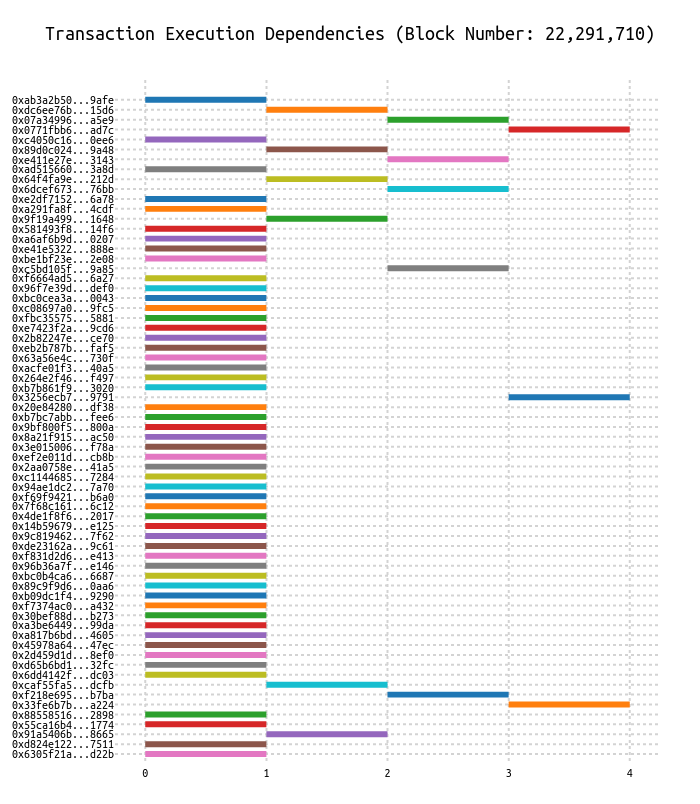 Transaction Execution Dependencies (Block Number: 22,291,710)
0xab3a2b50...9afe
0xdc6ee76b...15d6
0x07a34996...a5e9
0x0771fbb6...ad7c
0xc4050c16...0ee6
0x89d0c024...9a48
0xe411e27e...3143
0xad515660...3a8d
0x64f4fa9e...212d
0x6dcef673...76bb
0xe2df7152...6a78
0xa291fa8f...4cdf
0x9f19a499...1648
0x581493f8...14f6
0xa6af6b9d...0207
0xe41e5322...888e
0xbe1bf23e...2e08
0xc5bd105f...9a85
0xf6664ad5...6a27
0x96f7e39d...def0
0xbc0cea3a...0043
0xc08697a0...9fc5
0xfbc35575...5881
0xe7423f2a...9cd6
0x2b82247e...ce70
0xeb2b787b...faf5
0x63a56e4c...730f
0xacfe01f3...40a5
0x264e2f46...f497
0xb7b861f9...3020
0x3256ecb7...9791
0x20e84280...df38
0xb7bc7abb...fee6
0x9bf800f5...800a
0x8a21f915...ac50
0x3e015006...f78a
0xef2e011d...cb8b
0x2aa0758e...41a5
0xc1144685...7284
0x94ae1dc2...7a70
0xf69f9421...b6a0
0x7f68c161...6c12
0x4de1f8f6...2017
0x14b59679...e125
0x9c819462...7f62
0xde23162a...9c61
0xf831d2d6...e413
0x96b36a7f...e146
0xbc0b4ca6...6687
0x89c9f9d6...0aa6
0xb09dc1f4...9290
0xf7374ac0...a432
0x30bef88d...b273
0xa3be6449...99da
0xa817b6bd...4605
0x45978a64...47ec
0x2d459d1d...8ef0
0xd65b6bd1...32fc
0x6dd4142f...dc03
0xcaf55fa5...dcfb
0xf218e695...b7ba
0x33fe6b7b...a224
0x88558516...2898
0x55ca16b4...1774
0x91a5406b...8665
0xd824e122...7511
0x6305f21a...d22b
0 1 2 3 4